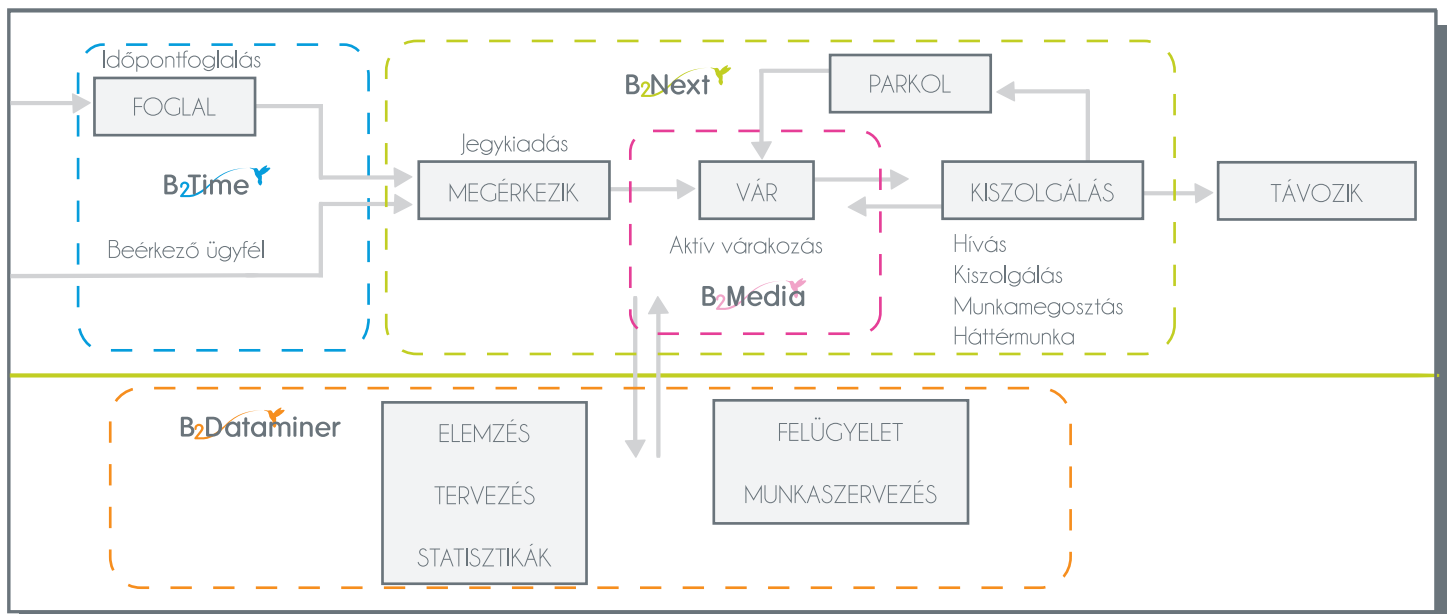 Időpontfoglalás
FOGLAL
B2Time
Beérkező ügyfél
B2Next
PARKOL
Jegykiadás
MEGÉRKEZIK
VÁR
KISZOLGÁLÁS
TÁVOZIK
Aktív várakozás
B2Media
Hívás
Kiszolgálás
Munkamegosztás
Háttérmunka
B2Dataminer
ELEMZÉS
TERVEZÉS
STATISZTIKÁK
FELÜGYELET
MUNKASZERVEZÉS